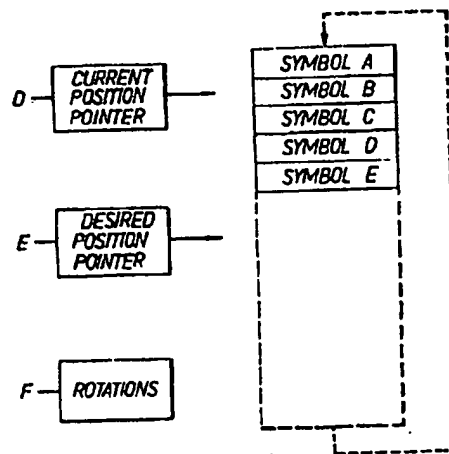 D
CURRENT
POSITION
POINTER
SYMBOL A
SYMBOL B
SYMBOL C
SYMBOL D
SYMBOL E
E
DESIRED
POSITION
POINTER
F
ROTATIONS